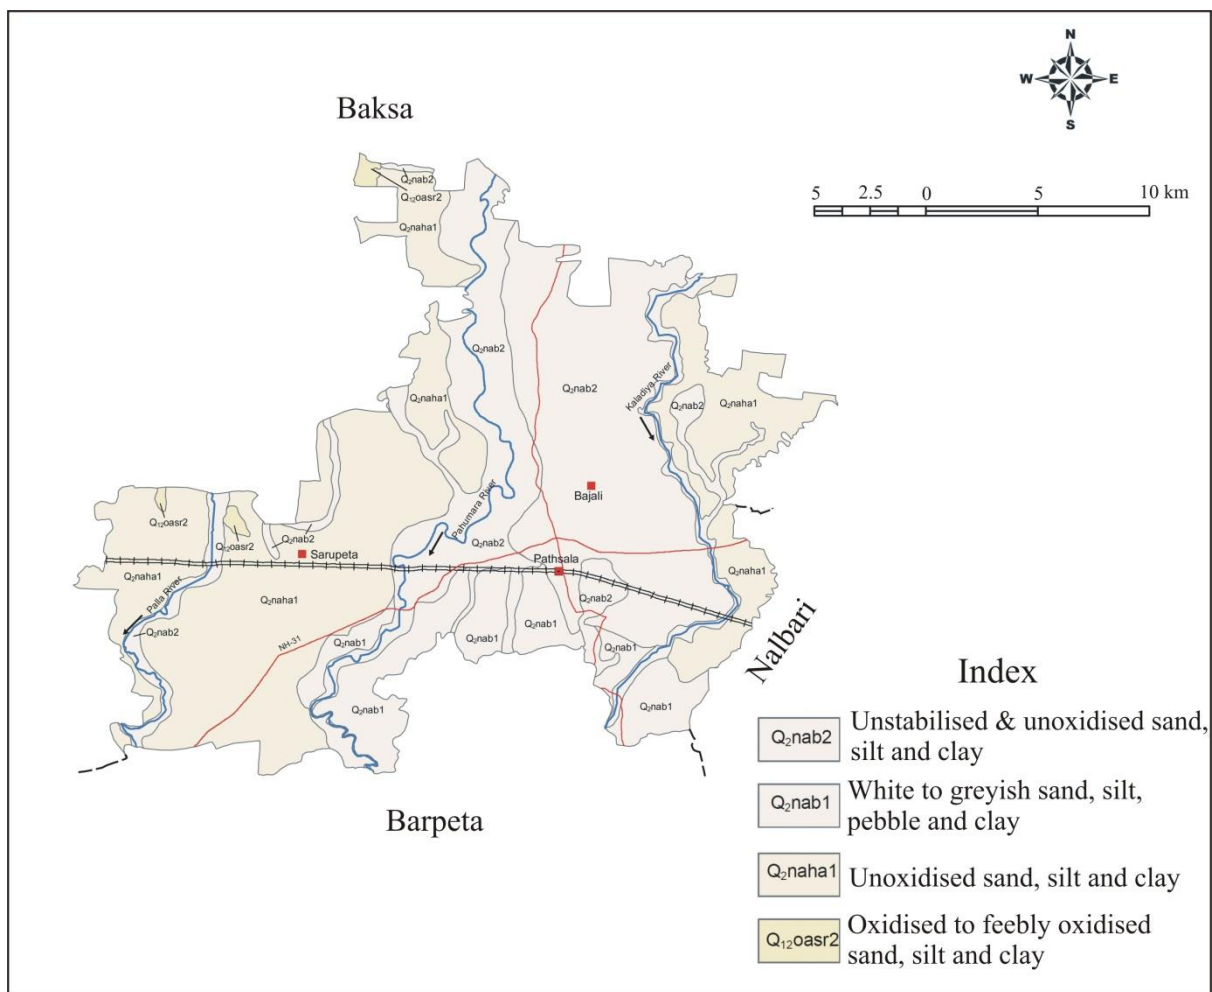 N
W E
S
Baksa
5 2.5 0 5 10 km
Q2nab2
Q12oasr2
Q2naha1
Q2nab2
Q2nab2
Kaladiya River
Q2naha1
Q2nab2
Q2naha1
Bajali
Pahumara River
Q12oasr2
Q12oasr2
Q2nab2
Q2nab2
Sarupeta
Pathsala
Q2naha1
Q2naha1
Q2naha1
Palla River
Q2nab2
Q2nab2
NH-31
Q2nab1
Q2nab1
Q2nab1
Q2nab1
Q2nab1
Q2nab1
Nalbari
Barpeta
Index
Q2nab2 Unstabilised & unoxidised sand,
silt and clay
Q2nab1 White to greyish sand, silt,
pebble and clay
Q2naha1 Unoxidised sand, silt and clay
Q12oasr2 Oxidised to feebly oxidised
sand, silt and clay